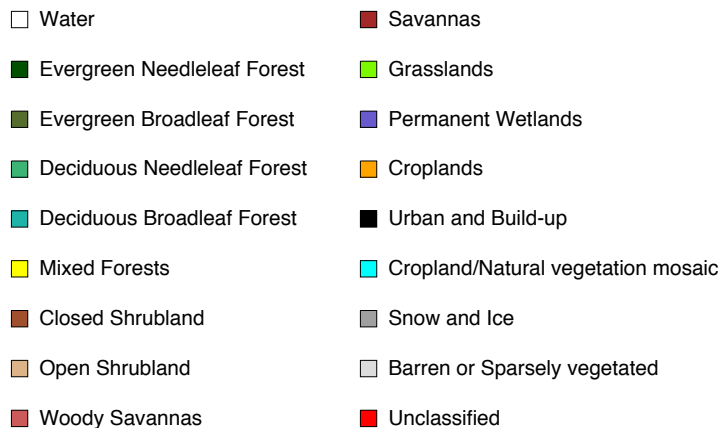 Water
Evergreen Needleleaf Forest
Evergreen Broadleaf Forest
Deciduous Needleleaf Forest
Deciduous Broadleaf Forest
Mixed Forests
Closed Shrubland
Open Shrubland
Woody Savannas
Savannas
Grasslands
Permanent Wetlands
Croplands
Urban and Build-up
Cropland/Natural vegetation mosaic
Snow and Ice
Barren or Sparsely vegetated
Unclassified